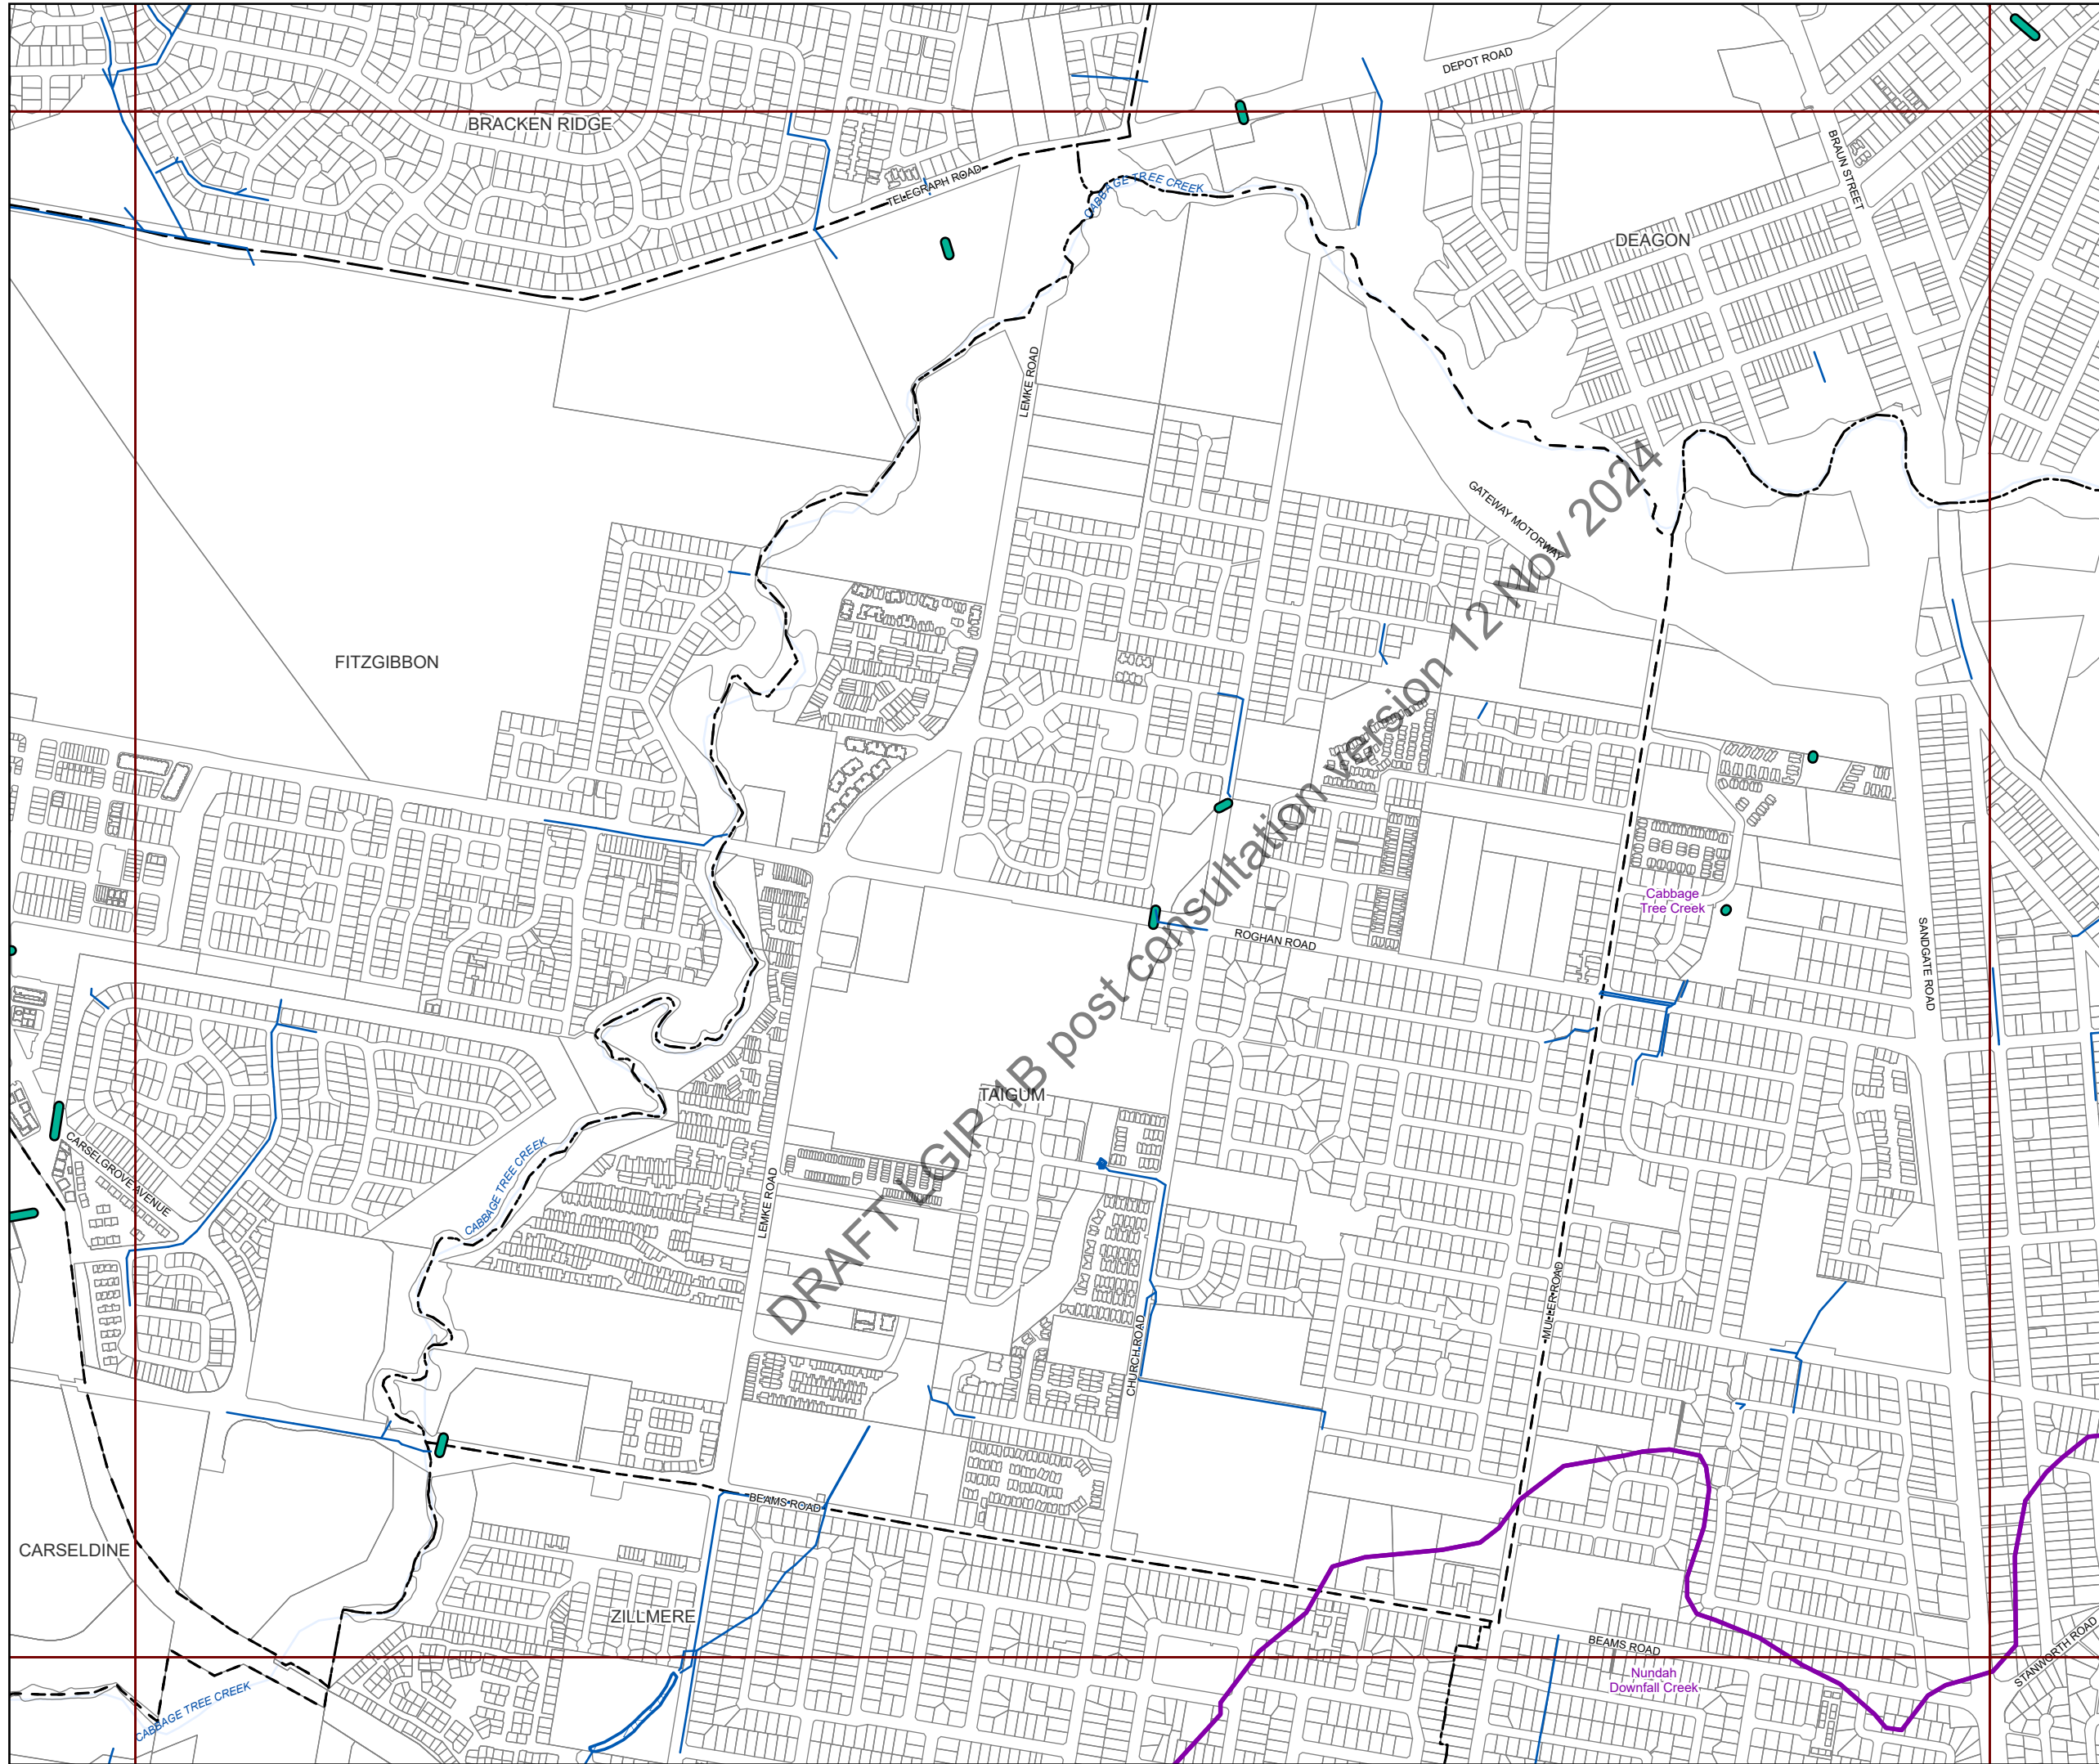 DEPOT ROAD
BRACKEN RIDGE
BRAUN STREET
TELEGRAPH ROAD
CABBAGE TREE CREEK
DEAGON
LEMKE ROAD
GATEWAY MOTORWAY
FITZGIBBON
Cabbage
Tree Creek
SANDGATE ROAD
ROGHAN ROAD
DRAFT LGIP 1B post consultation version 12 Nov 2024
TAIGUM
CARSELGROVE AVENUE
CABBAGE TREE CREEK
LEMKE ROAD
MULLER ROAD
CHURCH ROAD
BEAMS ROAD
CARSELDINE
ZILLMERE
BEAMS ROAD
STANWORTH ROAD
Nundah
Downfall Creek
CABBAGE TREE CREEK